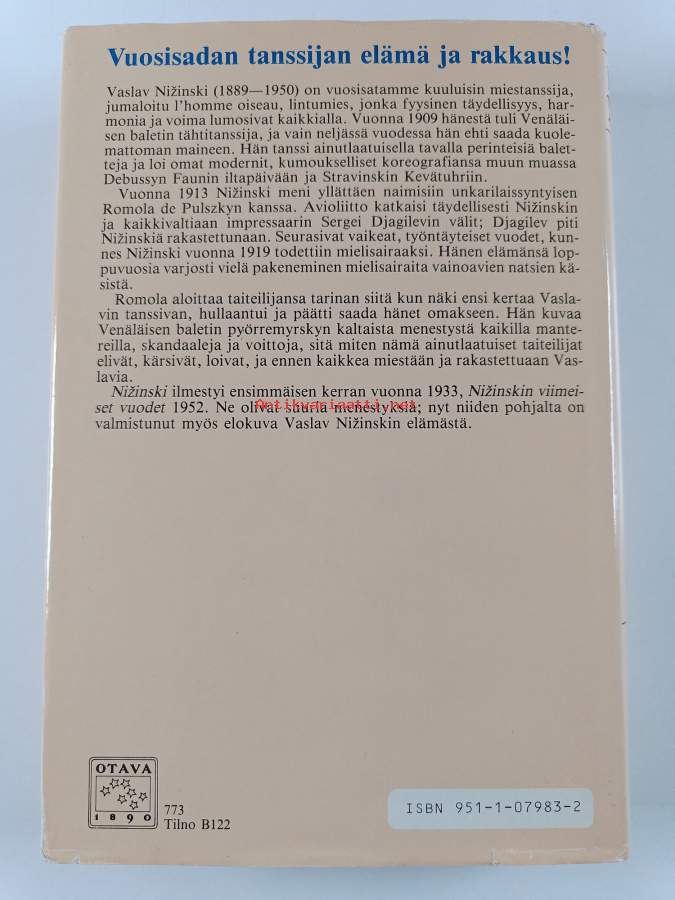 Vuosisadan tanssijan elämä ja rakkaus!
Vaslav Nižinski (1889—1950) on vuosisatamme kuuluisin miestanssija,
jumaloitu l'homme oiseau, lintumies, jonka fyysinen täydellisyys, har-
monia ja voima lumosivat kaikkialla. Vuonna 1909 hänestä tuli Venäläi-
sen baletin tähtitanssija, ja vain neljässä vuodessa hän ehti saada kuole-
mattoman maineen. Hän tanssi ainutlaatuisella tavalla perinteisiä balet-
teja ja loi omat modernit, kumoukselliset koreografiansa muun muassa
Debussyn Faunin iltapäivään ja Stravinskin Kevätuhriin.
Vuonna 1913 Nižinski meni yllättäen naimisiin unkarilaissyntyisen
Romola de Pulszkyn kanssa. Avioliitto katkaisi täydellisesti Nižinskin
ja kaikkivaltiaan impressaarin Sergei Djagilevin välit; Djagilev piti
Nižinskiä rakastettunaan. Seurasivat vaikeat, työntäyteiset vuodet, kun-
nes Nižinski vuonna 1919 todettiin mielisairaaksi. Hänen elämänsä lop-
puvuosia varjosti vielä pakeneminen mielisairaita vainoavien natsien kä-
sistä.
Romola aloittaa taiteilijansa tarinan siitä kun näki ensi kertaa Vasla-
vin tanssivan, hullaantui ja päätti saada hänet omakseen. Hän kuvaa
Venäläisen baletin pyörremyrskyn kaltaista menestystä kaikilla mante-
reilla, skandaaleja ja voittoja, sitä miten nämä ainutlaatuiset taiteilijat
elivät, kärsivät, loivat, ja ennen kaikkea miestään ja rakastettuaan Vas-
lavia.
Nižinski ilmestyi ensimmäisen kerran vuonna 1933, Nižinskin viimei-
set vuodet 1952. Ne olivat suuria menestyksiä; nyt niiden pohjalta on
Antikvariaatti.net
valmistunut myös elokuva Vaslav Nižinskin elämästä.
OTAVA
1890
773
Tilno B122
ISBN 951-1-07983-2